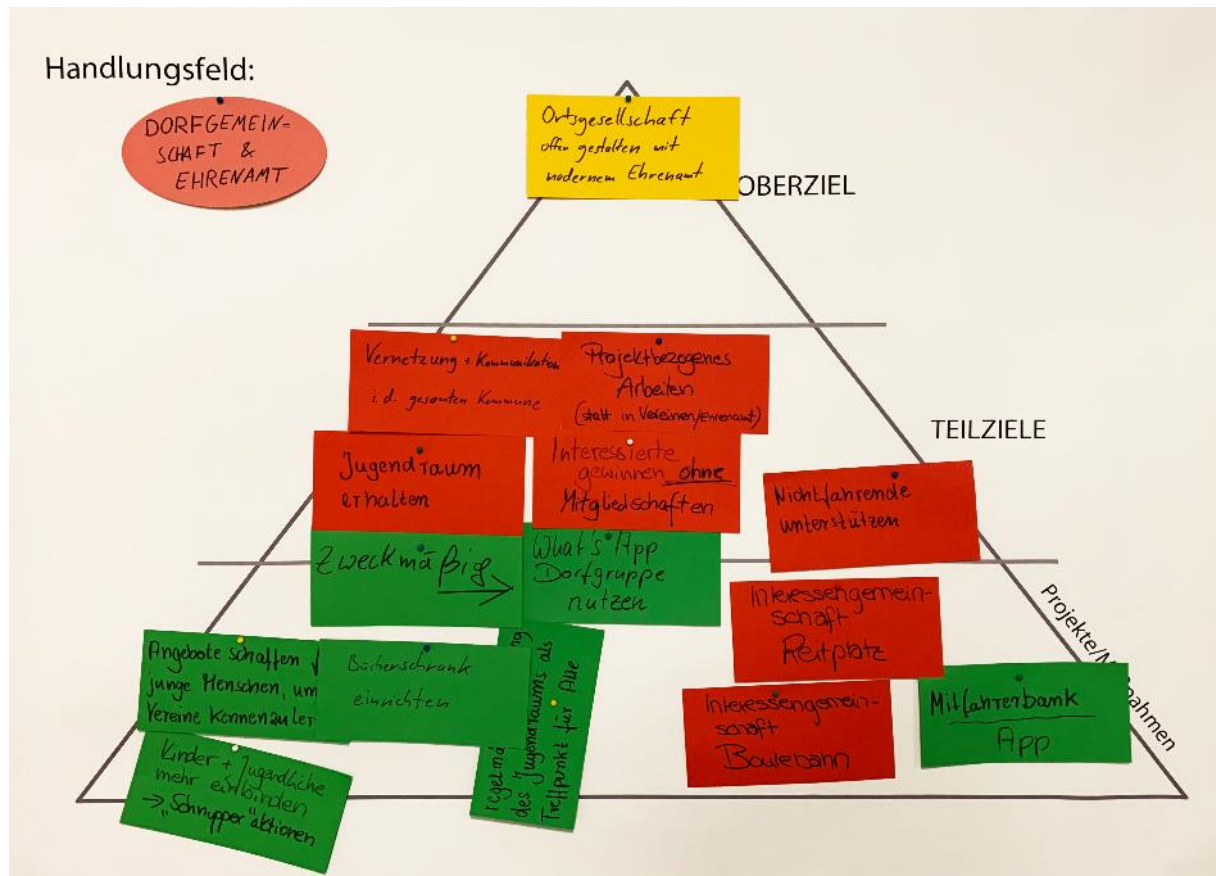 Handlungsfeld:
DORFGEMEIN-
SCHAFT &
EHRENAMT
Ortsgesellschaft
offen gestalten mit
modernem Ehrenamt
OBERZIEL
Vernetzung + Kommunikation
i.d. gesamten Kommune
Projektbezogenes
Arbeiten
(statt in Vereinen/Ehrenamt)
TEILZIELE
Jugendraum
erhalten
Interessierte
gewinnen ohne
Mitgliedschaften
Nichtfahrende
unterstützen
Zweckmäßig
What's App
Dorfgruppe
nutzen
Interessengemein-
schaft
Reitplatz
Projekte/
Angebote schaffen
junge Menschen, um
Vereine
Bücherschrank
einrichten
des Jugendraums als
Treffpunkt für Alle
Interessengemein-
schaft
Boulebahn
Mitfahrerbank
App
Kinder + Jugendliche
mehr einbinden
→ "Schnupper"aktionen